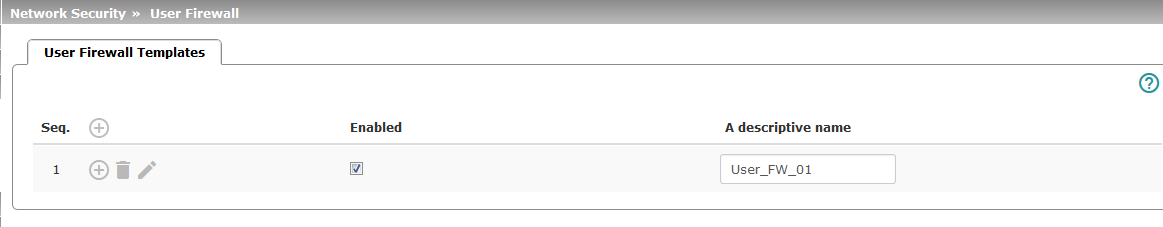 Network Security » User Firewall
User Firewall Templates
?
Seq. Enabled A descriptive name
1 User_FW_01